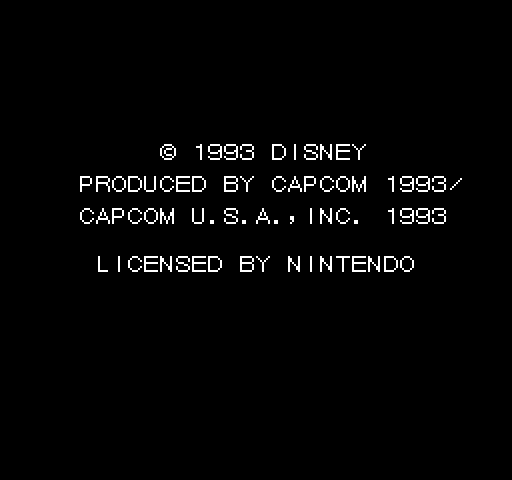 © 1993 DISNEY
PRODUCED BY CAPCOM 1993/
CAPCOM U.S.A.,INC. 1993
LICENSED BY NINTENDO